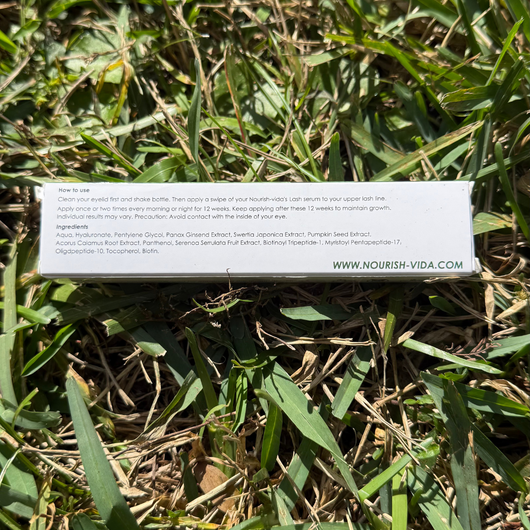 How to use
Clean your eyelid first and shake bottle. Then apply a swipe of your Nourish-vida's Lash serum to your upper lash line.
Apply once or two times every morning or night for 12 weeks. Keep applying after these 12 weeks to maintain growth.
Individual results may vary. Precaution: Avoid contact with the inside of your eye.
Ingredients
Aqua, Hyaluronate, Pentylene Glycol, Panax Ginseng Extract, Swertia Japonica Extract, Pumpkin Seed Extract,
Acorus Calamus Root Extract, Panthenol, Serenoa Serrulata Fruit Extract, Biotinoyl Tripeptide-1, Myristoyl Pentapeptide-17,
Oligopeptide-10, Tocopherol, Biotin.
WWW.NOURISH-VIDA.COM